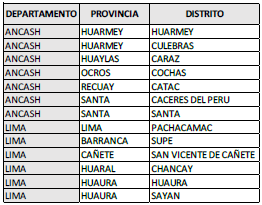 DEPARTAMENTO PROVINCIA DISTRITO
ANCASH HUARMEY HUARMEY
ANCASH HUARMEY CULEBRAS
ANCASH HUAYLAS CARAZ
ANCASH OCROS COCHAS
ANCASH RECUAY CATAC
ANCASH SANTA CACERES DEL PERU
ANCASH SANTA SANTA
LIMA LIMA PACHACAMAC
LIMA BARRANCA SUPE
LIMA CAÑETE SAN VICENTE DE CAÑETE
LIMA HUARAL CHANCAY
LIMA HUAURA HUAURA
LIMA HUAURA SAYAN